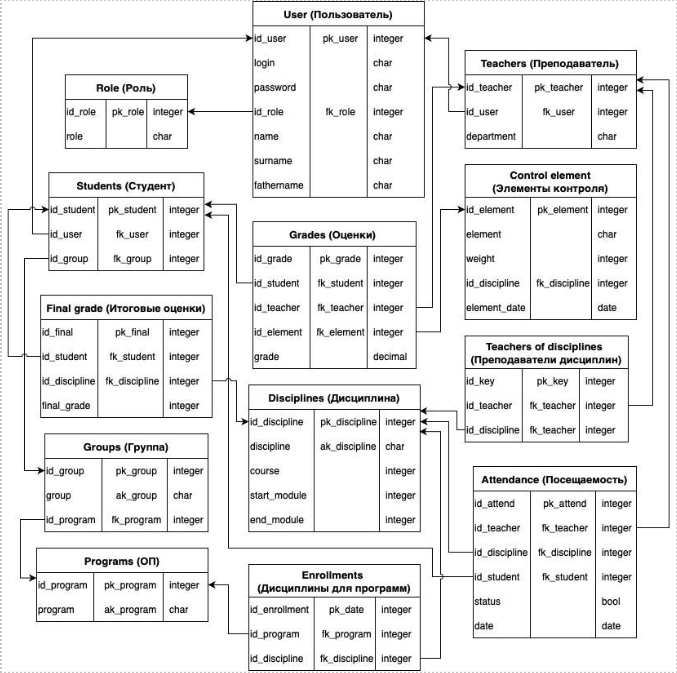 User (Пользователь)
id_user pk_user integer
login char
password char
id_role fk_role integer
name char
surname char
fathername char
Teachers (Преподаватель)
id_teacher pk_teacher integer
id_user fk_user integer
department char
Role (Роль)
id_role pk_role integer
role char
Students (Студент)
id_student pk_student integer
id_user fk_user integer
id_group fk_group integer
Control element
(Элементы контроля)
id_element pk_element integer
element char
weight integer
id_discipline fk_discipline integer
element_date date
Grades (Оценки)
id_grade pk_grade integer
id_student fk_student integer
id_teacher fk_teacher integer
id_element fk_element integer
grade decimal
Final grade (Итоговые оценки)
id_final pk_final integer
id_student fk_student integer
id_discipline fk_discipline integer
final_grade integer
Teachers of disciplines
(Преподаватели дисциплин)
id_key pk_key integer
id_teacher fk_teacher integer
id_discipline fk_teacher integer
Disciplines (Дисциплина)
id_discipline pk_discipline integer
discipline ak_discipline char
course integer
start_module integer
end_module integer
Groups (Группа)
id_group pk_group integer
group ak_group char
id_program fk_program integer
Attendance (Посещаемость)
id_attend pk_attend integer
id_teacher fk_teacher integer
id_discipline fk_discipline integer
id_student fk_student integer
status bool
date date
Programs (ОП)
id_program pk_program integer
program ak_program char
Enrollments
(Дисциплины для программ)
id_enrollment pk_date integer
id_program fk_program integer
id_discipline fk_discipline integer